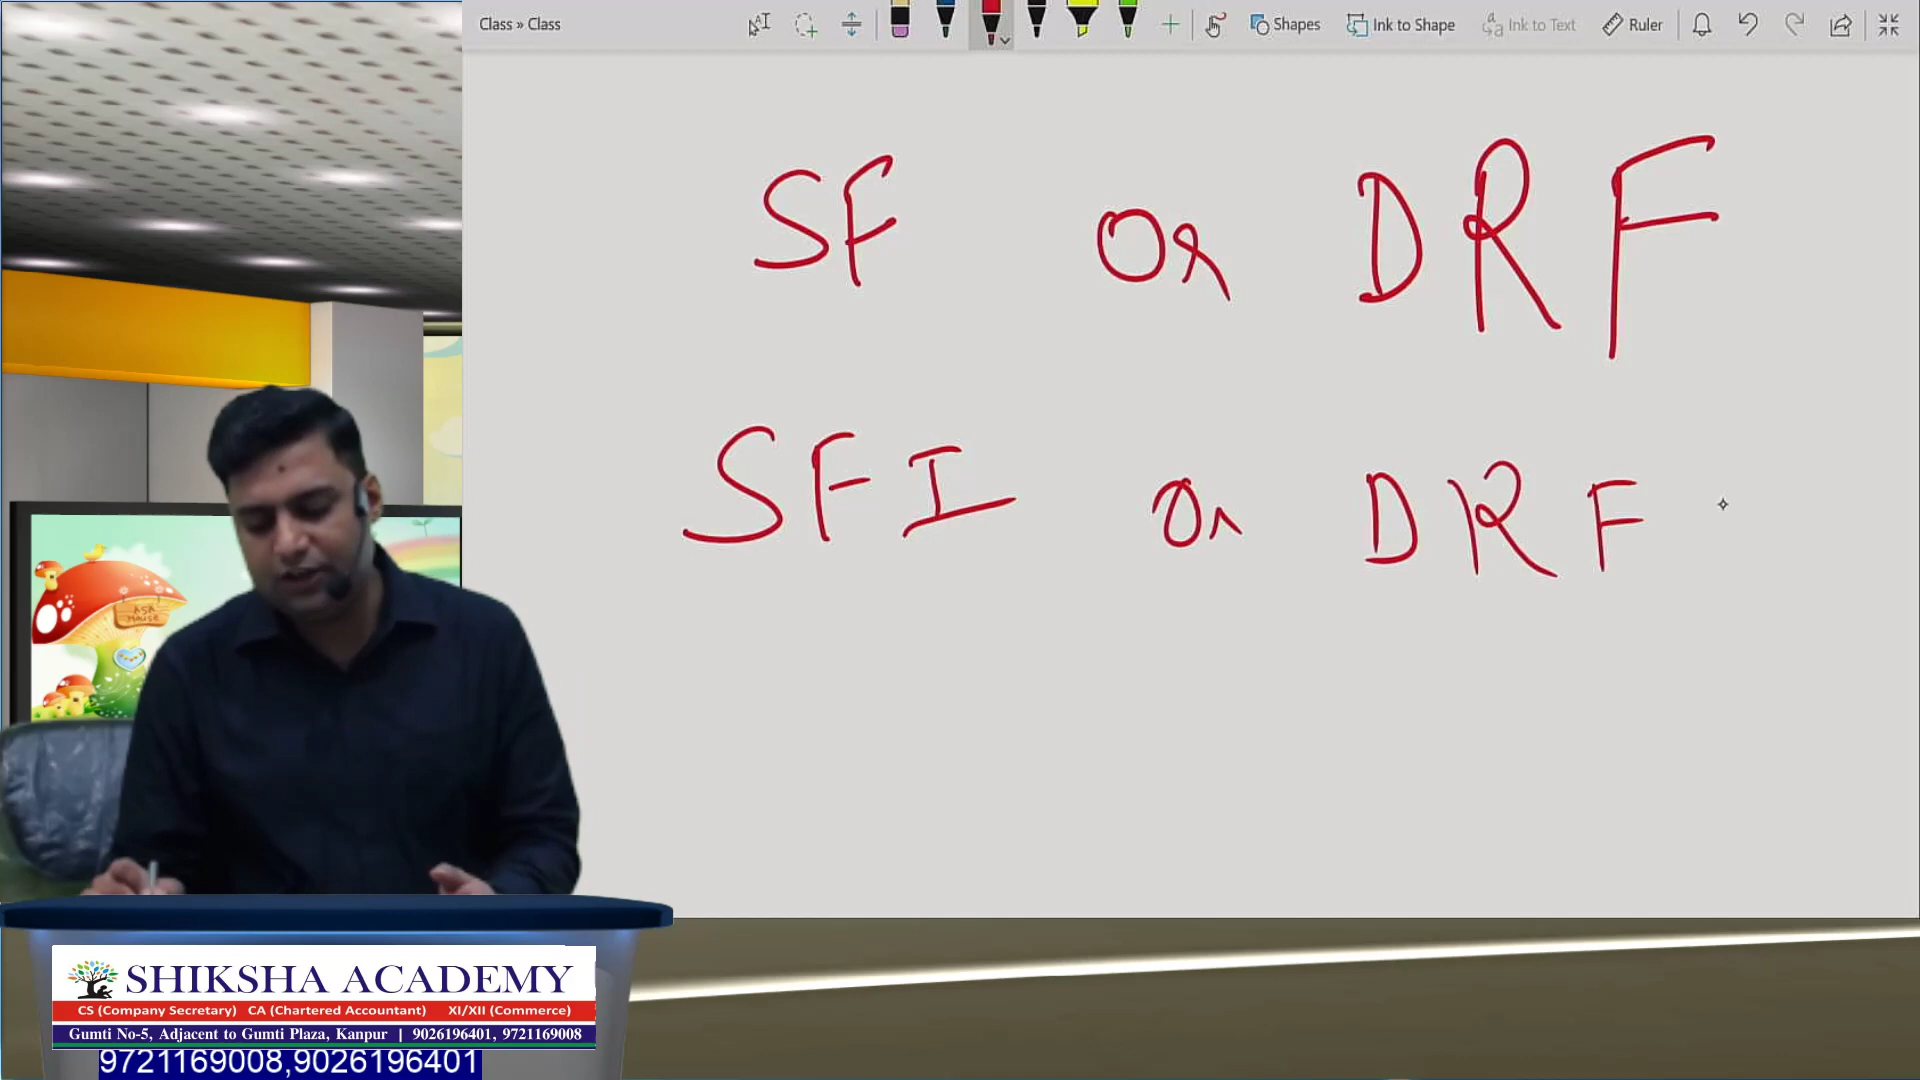 Class » Class
Shapes
Ink to Shape
Ink to Text
Ruler
SF Or DRF
SFI Or DRF
ASA
House
SHIKSHA ACADEMY
CS (Company Secretary) CA (Chartered Accountant) XI/XII (Commerce)
Gumti No-5, Adjacent to Gumti Plaza, Kanpur | 9026196401, 9721169008
9721169008,9026196401